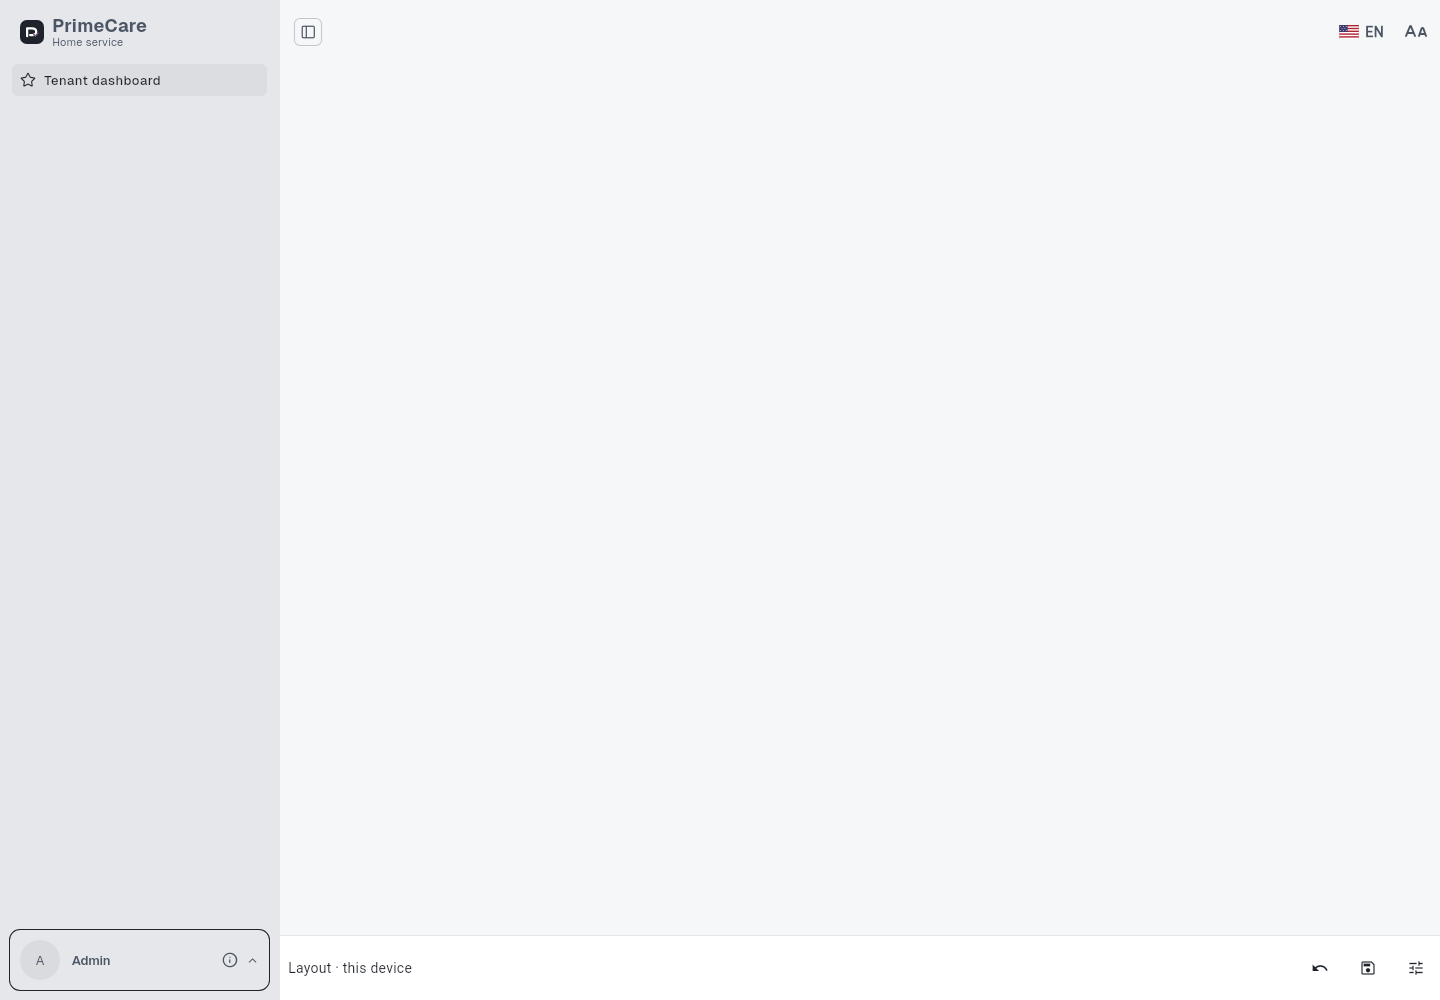 PrimeCare
Home service
EN
AA
Tenant dashboard
A
Admin
Layout · this device